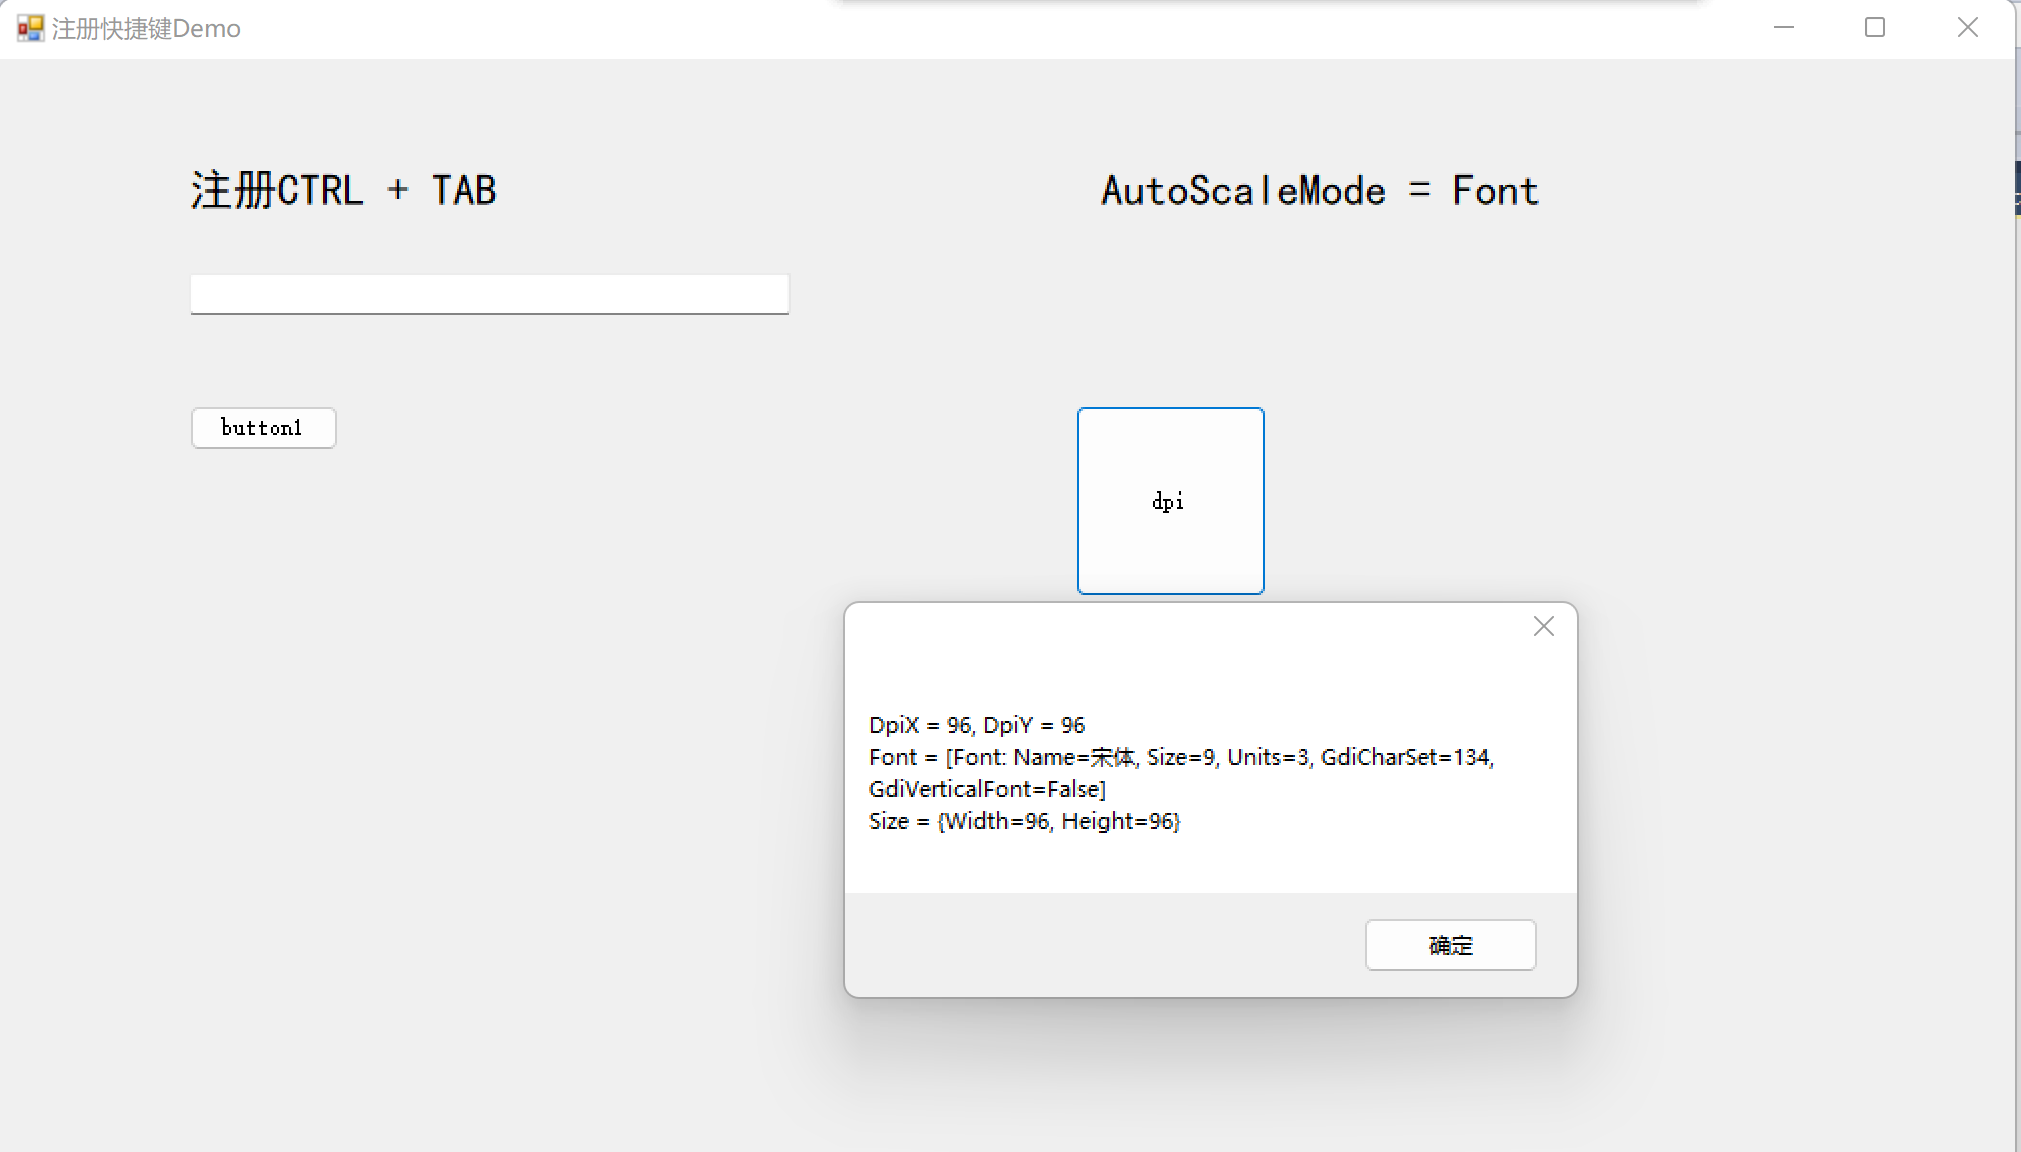 注册快捷键Demo
注册CTRL + TAB
AutoScaleMode = Font
button1
dpi
DpiX = 96, DpiY = 96
Font = [Font: Name=宋体, Size=9, Units=3, GdiCharSet=134,
GdiVerticalFont=False]
Size = {Width=96, Height=96}
确定